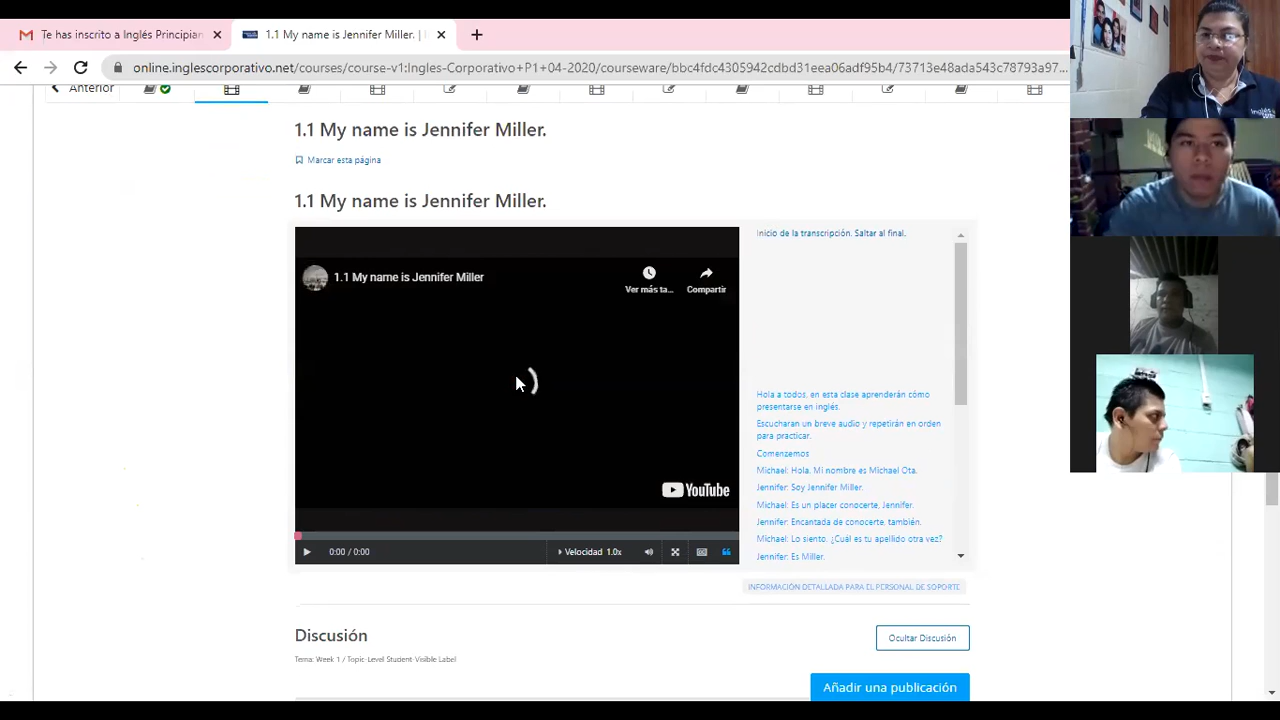 Te has inscrito a Inglés Principian
1.1 My name is Jennifer Miller. |
online.inglescorporativo.net/courses/course-v1:Ingles-Corporativo+P1+04-2020/courseware/bbc4fdc4305942cdbd31eea06adf95b4/73713e48ada543c78793a97...
Anterior
1.1 My name is Jennifer Miller.
Marcar esta página
1.1 My name is Jennifer Miller.
1.1 My name is Jennifer Miller
Ver más ta...
Compartir
YouTube
0:00 / 0:00
Velocidad 1.0x
Inicio de la transcripción. Saltar al final.
Hola a todos, en esta clase aprenderán cómo
presentarse en inglés.
Escucharan un breve audio y repetirán en orden
para practicar.
Comenzemos
Michael: Hola. Mi nombre es Michael Ota.
Jennifer: Soy Jennifer Miller.
Michael: Es un placer conocerte, Jennifer.
Jennifer: Encantada de conocerte, también.
Michael: Lo siento. ¿Cuál es tu apellido otra vez?
Jennifer: Es Miller.
INFORMACIÓN DETALLADA PARA EL PERSONAL DE SOPORTE
Discusión
Ocultar Discusión
Tema: Week 1 / Topic-Level Student-Visible Label
Añadir una publicación